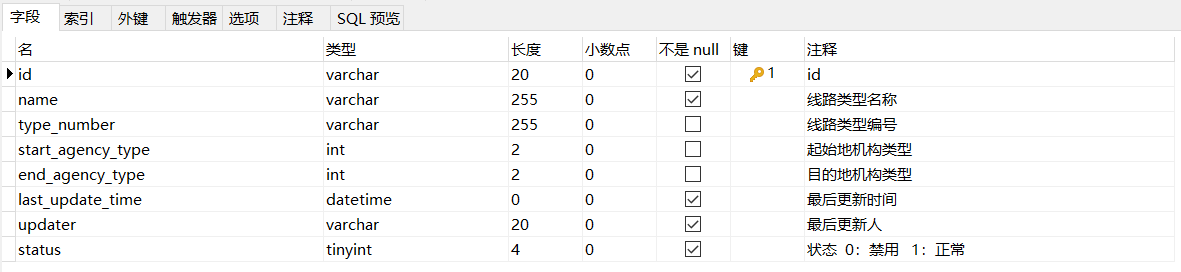 字段 索引 外键 触发器 选项 注释 SQL 预览
名 类型 长度 小数点 不是 null 键 注释
id varchar 20 0 1 id
name varchar 255 0 线路类型名称
type_number varchar 255 0 线路类型编号
start_agency_type int 2 0 起始地机构类型
end_agency_type int 2 0 目的地机构类型
last_update_time datetime 0 0 最后更新时间
updater varchar 20 0 最后更新人
status tinyint 4 0 状态 0：禁用 1：正常